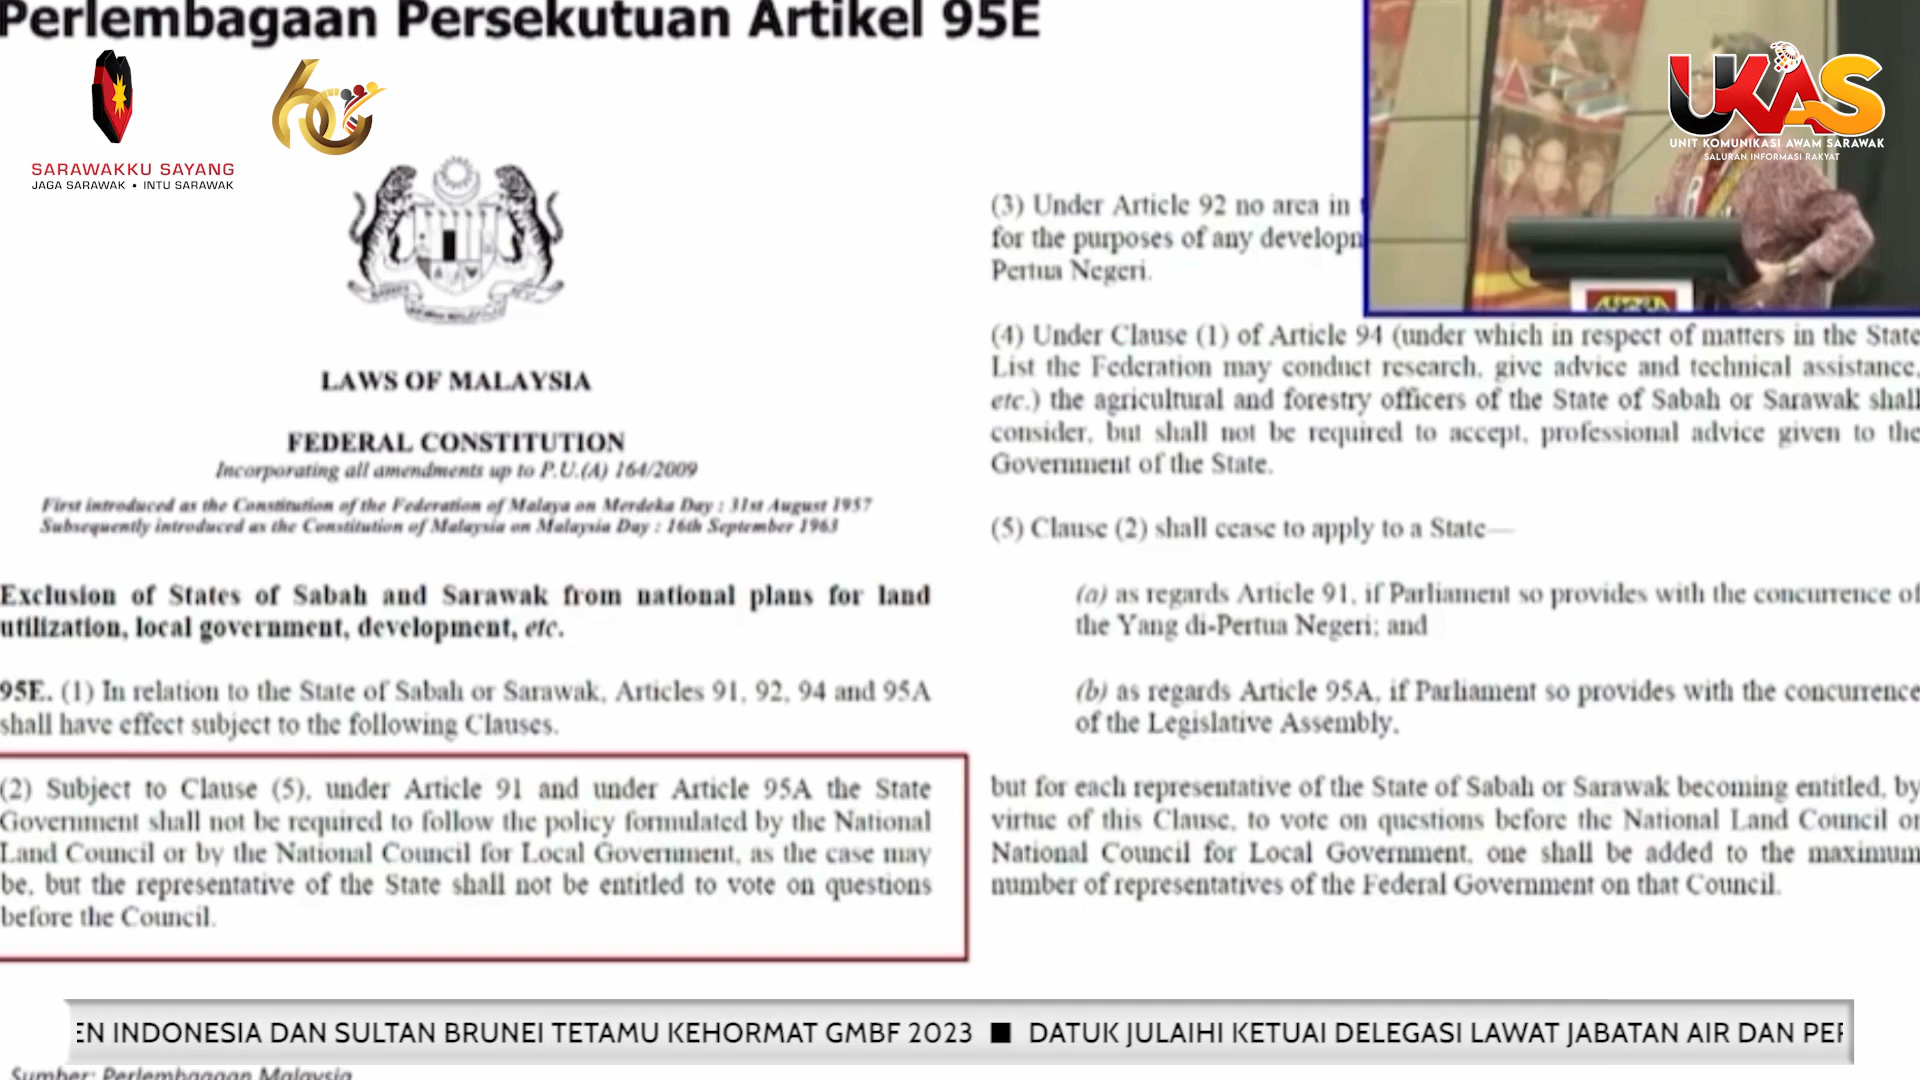 Perlembagaan Persekutuan Artikel 95E
SARAWAKKU SAYANG
JAGA SARAWAK • INTU SARAWAK
60
UKAS
UNIT KOMUNIKASI AWAM SARAWAK
SALURAN INFORMASI RAKYAT
LAWS OF MALAYSIA
FEDERAL CONSTITUTION
Incorporating all amendments up to P.U.(A) 164/2009
First introduced as the Constitution of the Federation of Malaya on Merdeka Day : 31st August 1957
Subsequently introduced as the Constitution of Malaysia on Malaysia Day : 16th September 1963
Exclusion of States of Sabah and Sarawak from national plans for land
utilization, local government, development, etc.
95E. (1) In relation to the State of Sabah or Sarawak, Articles 91, 92, 94 and 95A
shall have effect subject to the following Clauses.
(2) Subject to Clause (5), under Article 91 and under Article 95A the State
Government shall not be required to follow the policy formulated by the National
Land Council or by the National Council for Local Government, as the case may
be, but the representative of the State shall not be entitled to vote on questions
before the Council.
(3) Under Article 92 no area in
for the purposes of any developm
Pertua Negeri.
(4) Under Clause (1) of Article 94 (under which in respect of matters in the State
List the Federation may conduct research, give advice and technical assistance,
etc.) the agricultural and forestry officers of the State of Sabah or Sarawak shall
consider, but shall not be required to accept, professional advice given to the
Government of the State.
(5) Clause (2) shall cease to apply to a State—
(a) as regards Article 91, if Parliament so provides with the concurrence of
the Yang di-Pertua Negeri; and
(b) as regards Article 95A, if Parliament so provides with the concurrence
of the Legislative Assembly,
but for each representative of the State of Sabah or Sarawak becoming entitled, by
virtue of this Clause, to vote on questions before the National Land Council or
National Council for Local Government, one shall be added to the maximum
number of representatives of the Federal Government on that Council.
EN INDONESIA DAN SULTAN BRUNEI TETAMU KEHORMAT GMBF 2023 ■ DATUK JULAIHI KETUAI DELEGASI LAWAT JABATAN AIR DAN PER
Sumber: Perlembagaan Malaysia